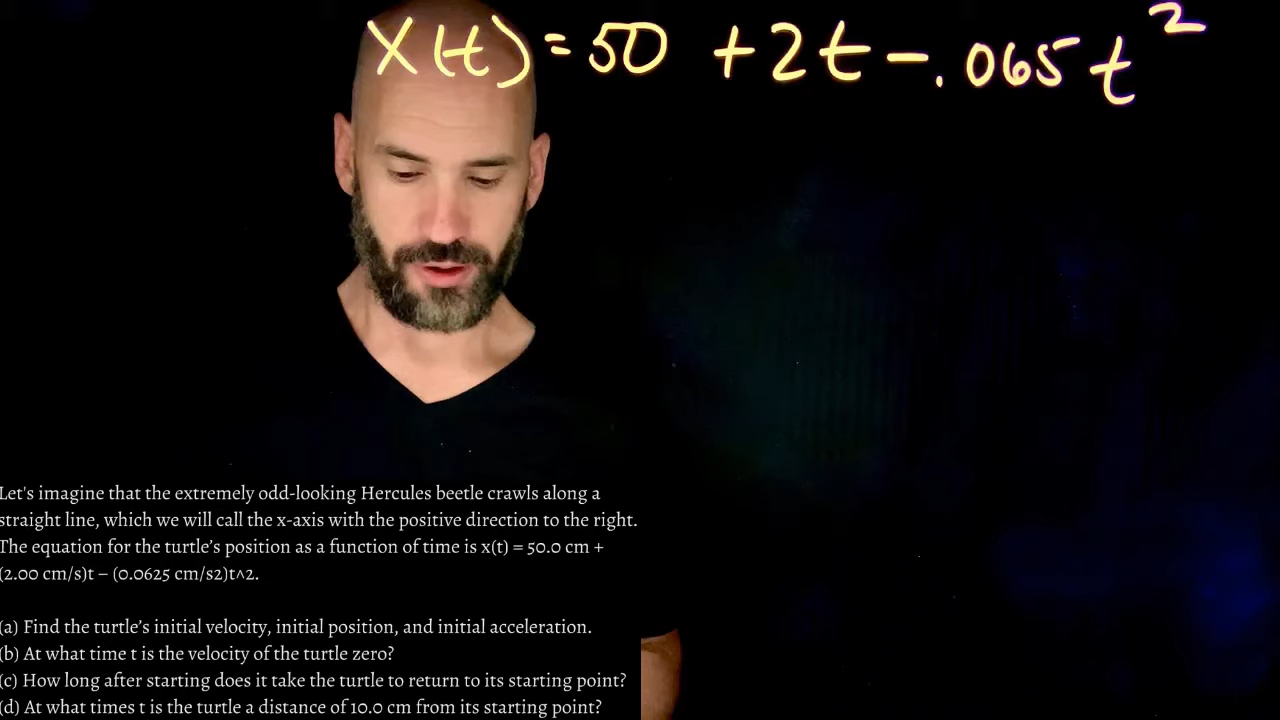 x(t) = 50 + 2t - .065 t²
Let's imagine that the extremely odd-looking Hercules beetle crawls along a
straight line, which we will call the x-axis with the positive direction to the right.
The equation for the turtle's position as a function of time is x(t) = 50.0 cm +
(2.00 cm/s)t – (0.0625 cm/s2)t^2.
(a) Find the turtle's initial velocity, initial position, and initial acceleration.
(b) At what time t is the velocity of the turtle zero?
(c) How long after starting does it take the turtle to return to its starting point?
(d) At what times t is the turtle a distance of 10.0 cm from its starting point?